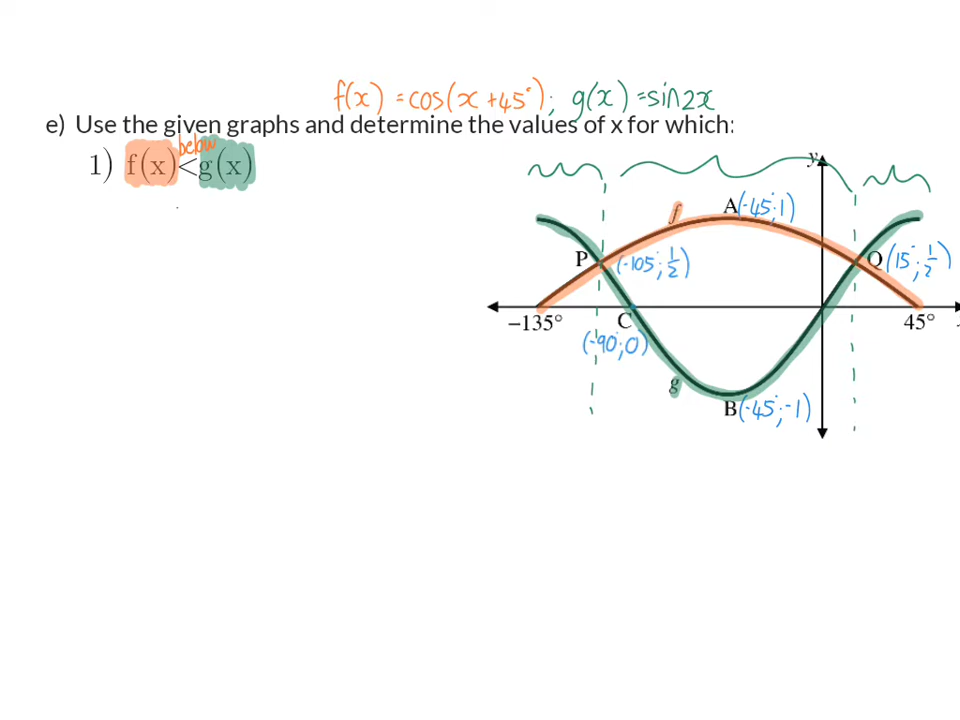 f(x) = cos(x + 45°); g(x) = sin2x
e) Use the given graphs and determine the values of x for which:
below
1) f(x)<g(x)
y
f
A(-45°;1)
P
(-105°;1/2)
Q(15°;1/2)
−135°
C
45°
(-90°;0)
g
B(-45°;-1)